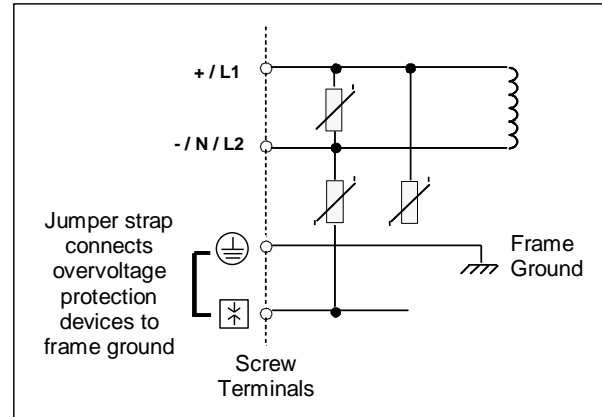 + / L1
- / N / L2
Jumper strap
connects
overvoltage
protection
devices to
frame ground
Frame
Ground
Screw
Terminals